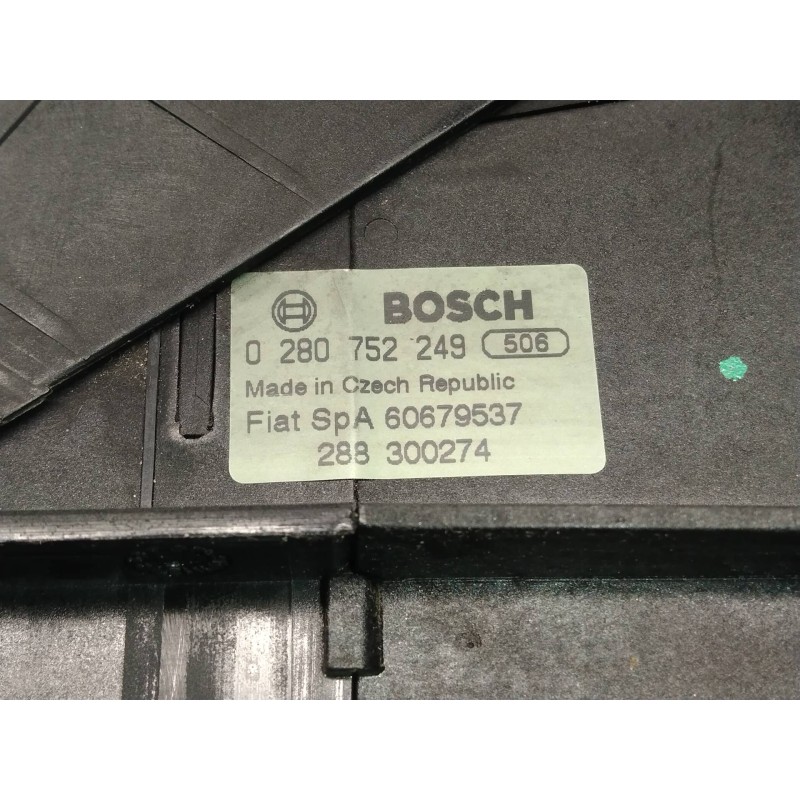 BOSCH
0 280 752 249 506
Made in Czech Republic
Fiat SpA 60679537
288 300274